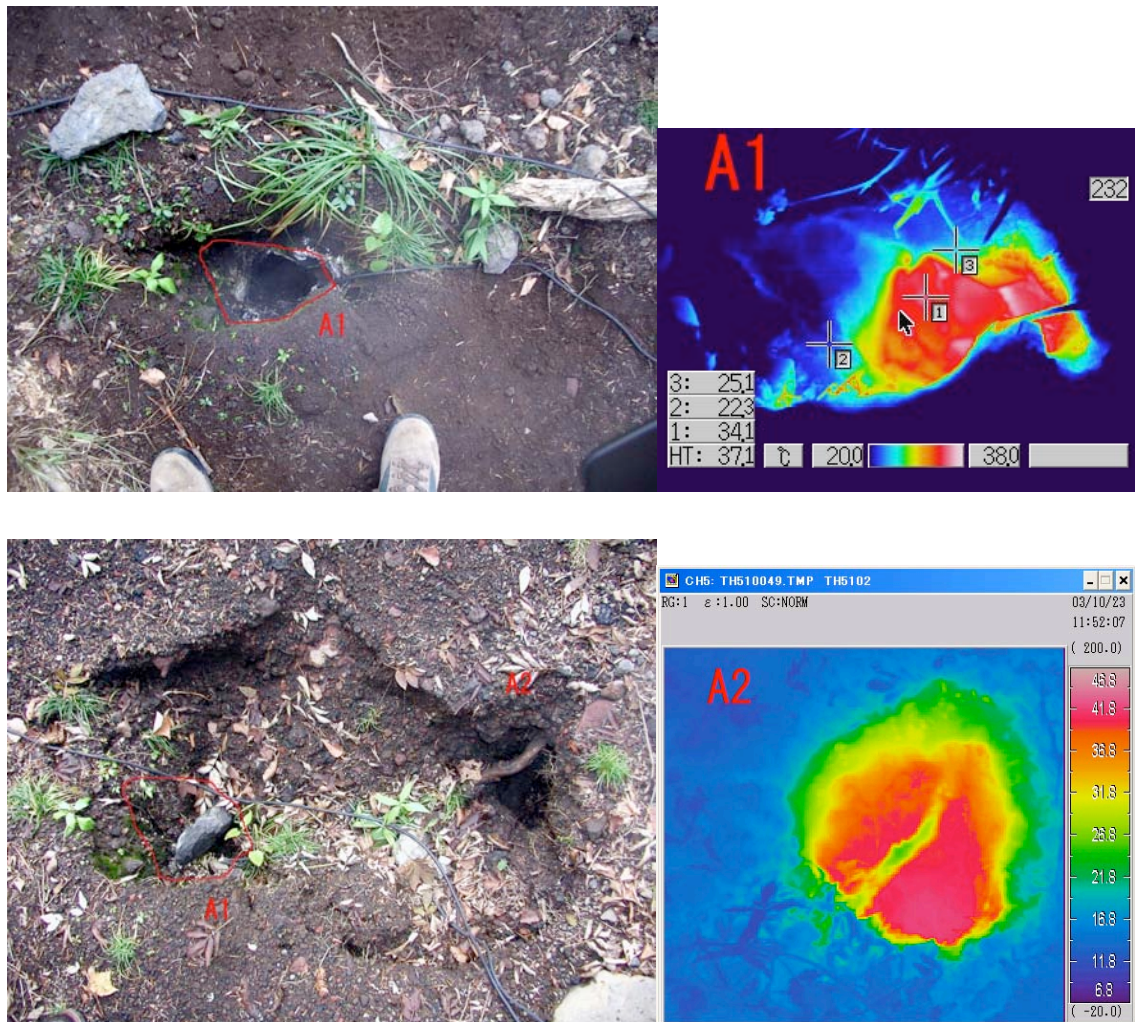 A1
A1
232
3
1
2
3: 25.1
2: 22.3
1: 34.1
HT: 37.1 ℃ 20.0 38.0
A2
A1
CH5: TH510049.TMP TH5102
RG:1 ε:1.00 SC:NORM 03/10/23
11:52:07
( 200.0)
A2
46.8
41.8
36.8
31.8
26.8
21.8
16.8
11.8
6.8
( -20.0)